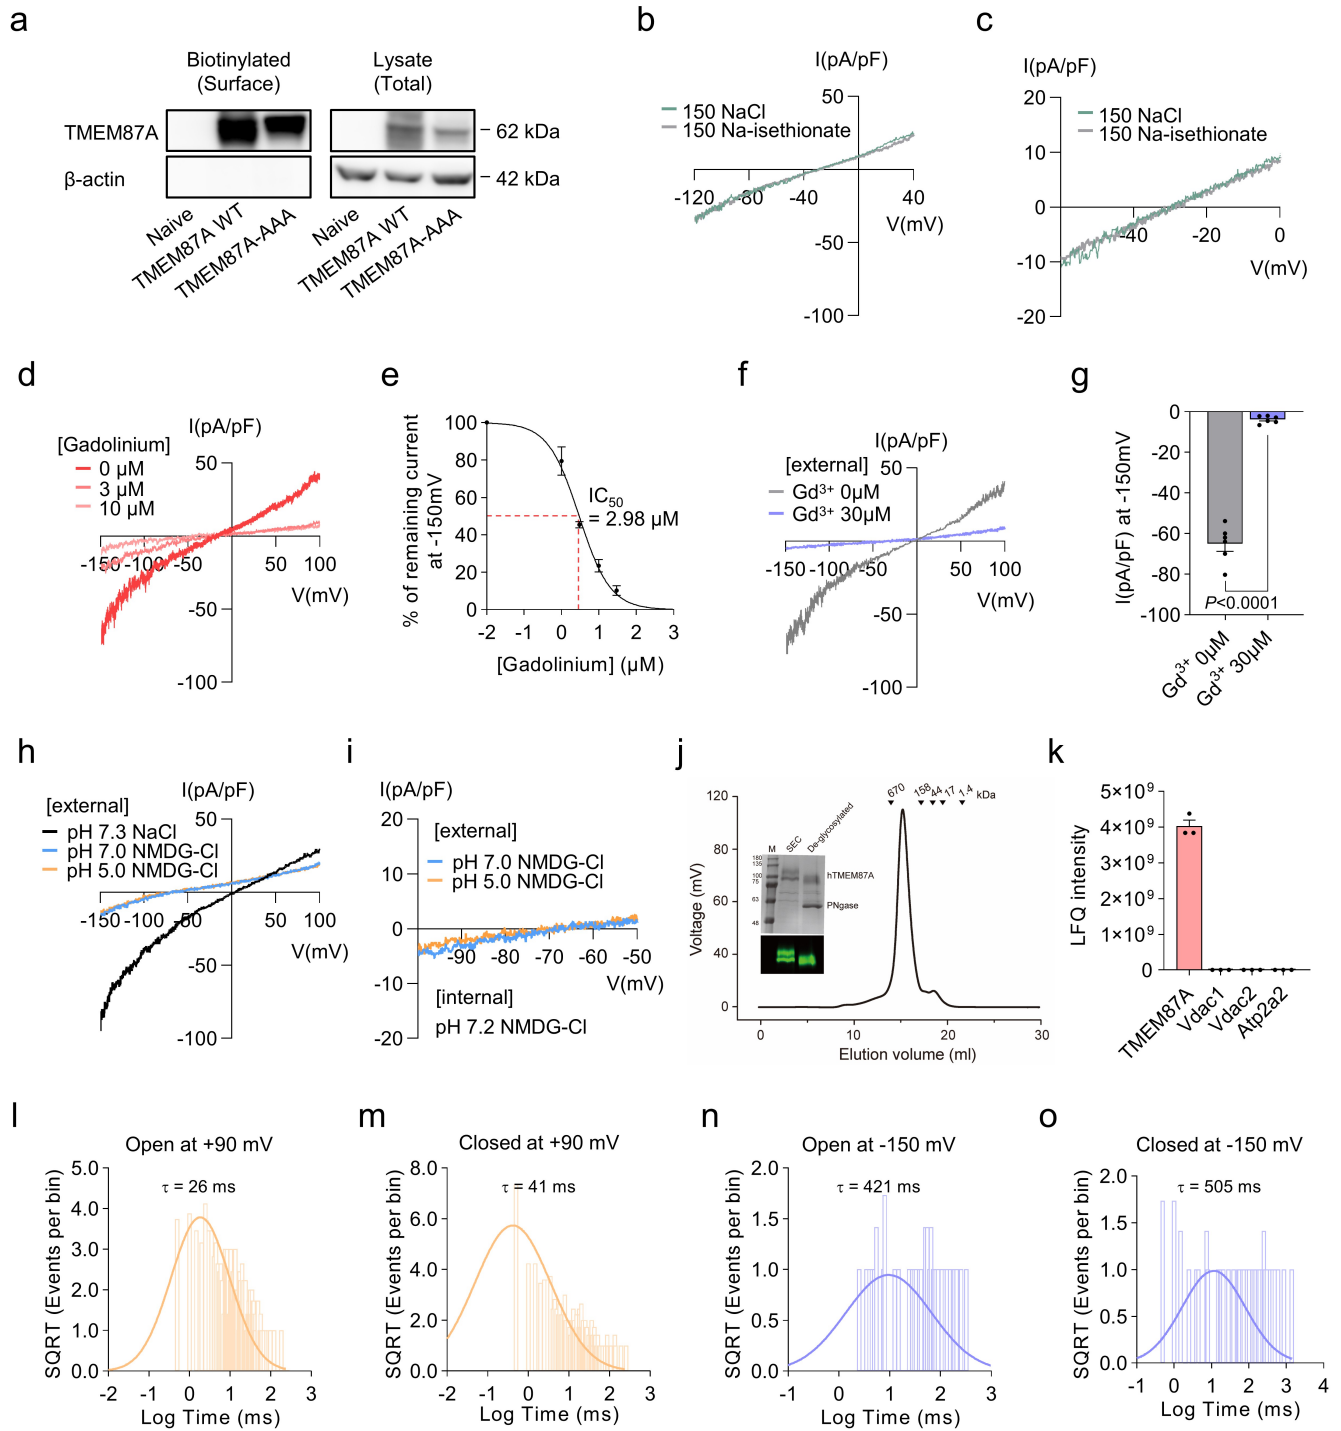 a
Biotinylated
(Surface)
Lysate
(Total)
TMEM87A
62 kDa
β-actin
42 kDa
Naive
TMEM87A WT
TMEM87A-AAA
Naive
TMEM87A WT
TMEM87A-AAA
b
I(pA/pF)
50
150 NaCl
150 Na-isethionate
-120
-80
-40
0
40
V(mV)
-50
-100
c
I(pA/pF)
20
150 NaCl
150 Na-isethionate
10
0
-40
-20
0
-10
V(mV)
-20
d
I(pA/pF)
[Gadolinium]
0 µM
3 µM
10 µM
50
-150
-100
-50
50
100
V(mV)
-50
-100
e
% of remaining current
at -150mV
100
80
60
40
20
0
IC50
= 2.98 µM
-2
-1
0
1
2
3
[Gadolinium] (µM)
f
I(pA/pF)
[external]
Gd3+ 0µM
Gd3+ 30µM
50
-150
-100
-50
50
100
V(mV)
-50
-100
g
I(pA/pF) at -150mV
0
-20
-40
-60
-80
-100
P<0.0001
Gd3+ 0µM
Gd3+ 30µM
h
I(pA/pF)
[external]
pH 7.3 NaCl
pH 7.0 NMDG-Cl
pH 5.0 NMDG-Cl
50
-150
-100
-50
50
100
V(mV)
-50
-100
i
I(pA/pF)
20
[external]
pH 7.0 NMDG-Cl
pH 5.0 NMDG-Cl
10
0
-90
-80
-70
-60
-50
V(mV)
-10
[internal]
pH 7.2 NMDG-Cl
-20
j
670
158
44
17
1.4
kDa
120
80
60
40
0
Voltage (mV)
M
SEC
De-glycosylated
180
135
100
75
63
48
hTMEM87A
PNgase
0
10
20
30
Elution volume (ml)
k
LFQ intensity
5×10⁹
4×10⁹
3×10⁹
2×10⁹
1×10⁹
0
TMEM87A
Vdac1
Vdac2
Atp2a2
l
Open at +90 mV
SQRT (Events per bin)
5.0
4.0
3.0
2.0
1.0
0.0
τ = 26 ms
-2
-1
0
1
2
3
Log Time (ms)
m
Closed at +90 mV
SQRT (Events per bin)
8.0
6.0
4.0
2.0
0.0
τ = 41 ms
-2
-1
0
1
2
3
Log Time (ms)
n
Open at -150 mV
SQRT (Events per bin)
2.0
1.5
1.0
0.5
0.0
τ = 421 ms
-1
0
1
2
3
Log Time (ms)
o
Closed at -150 mV
SQRT (Events per bin)
2.0
1.5
1.0
0.5
0.0
τ = 505 ms
-1
0
1
2
3
4
Log Time (ms)